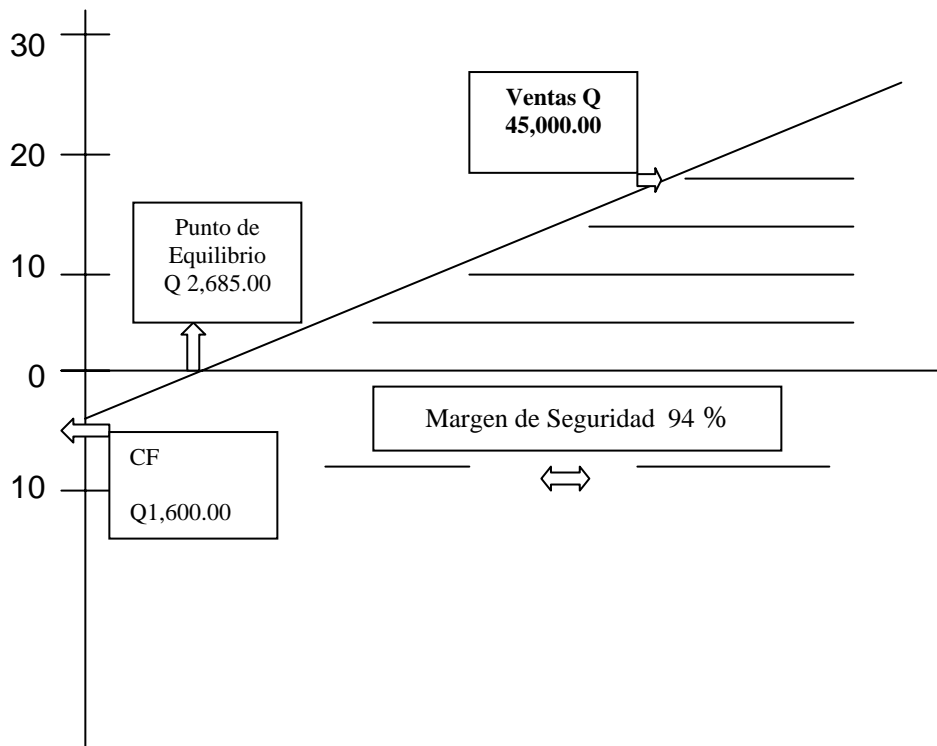 30
Ventas Q
45,000.00
20
Punto de
Equilibrio
Q 2,685.00
10
0
Margen de Seguridad 94 %
CF
Q1,600.00
10